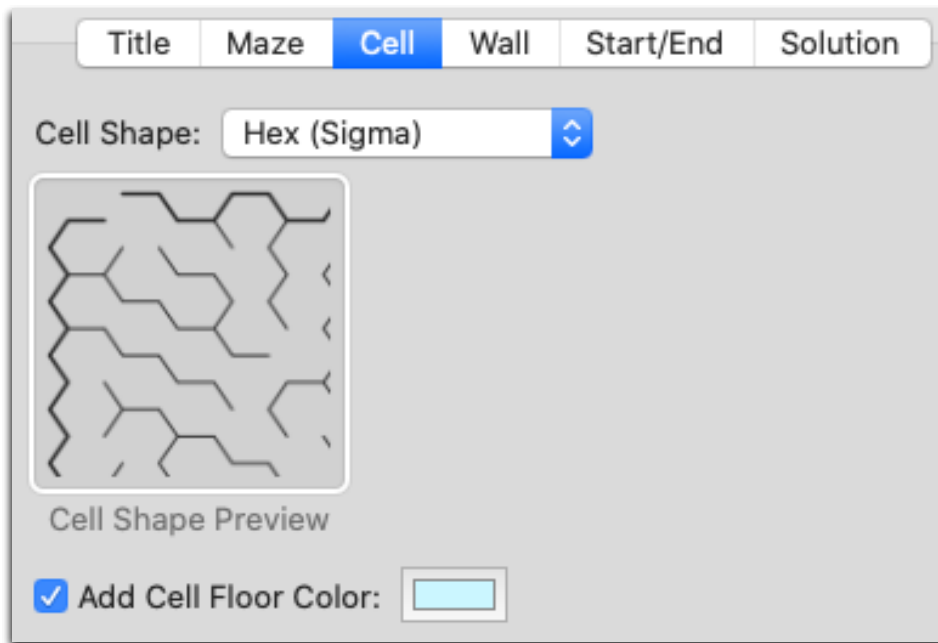 Title Maze Cell Wall Start/End Solution
Cell Shape: Hex (Sigma)
Cell Shape Preview
Add Cell Floor Color: